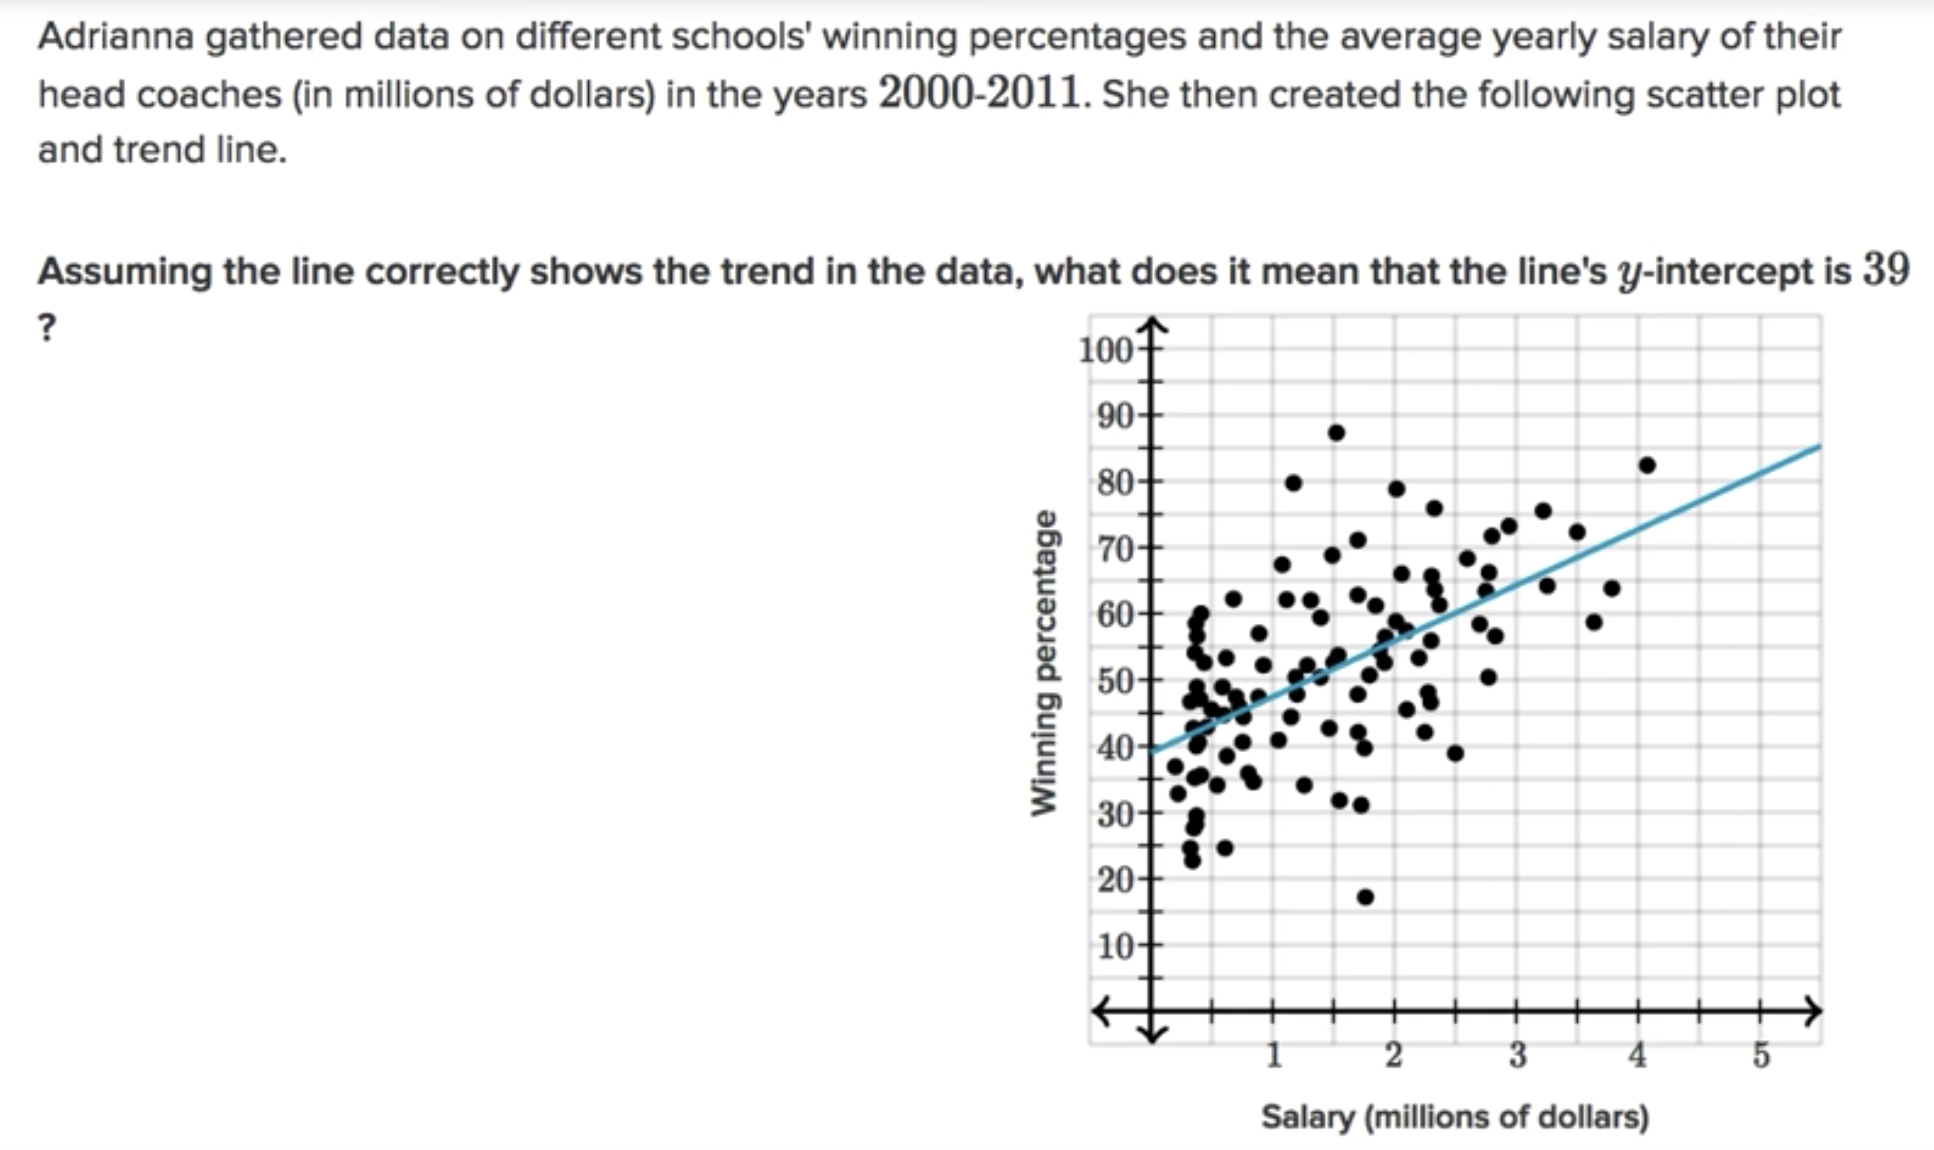 Adrianna gathered data on different schools' winning percentages and the average yearly salary of their
head coaches (in millions of dollars) in the years 2000-2011. She then created the following scatter plot
and trend line.
Assuming the line correctly shows the trend in the data, what does it mean that the line's y-intercept is 39
?
100
90
80
70
60
50
40
30
20
10
Winning percentage
1 2 3 4 5
Salary (millions of dollars)